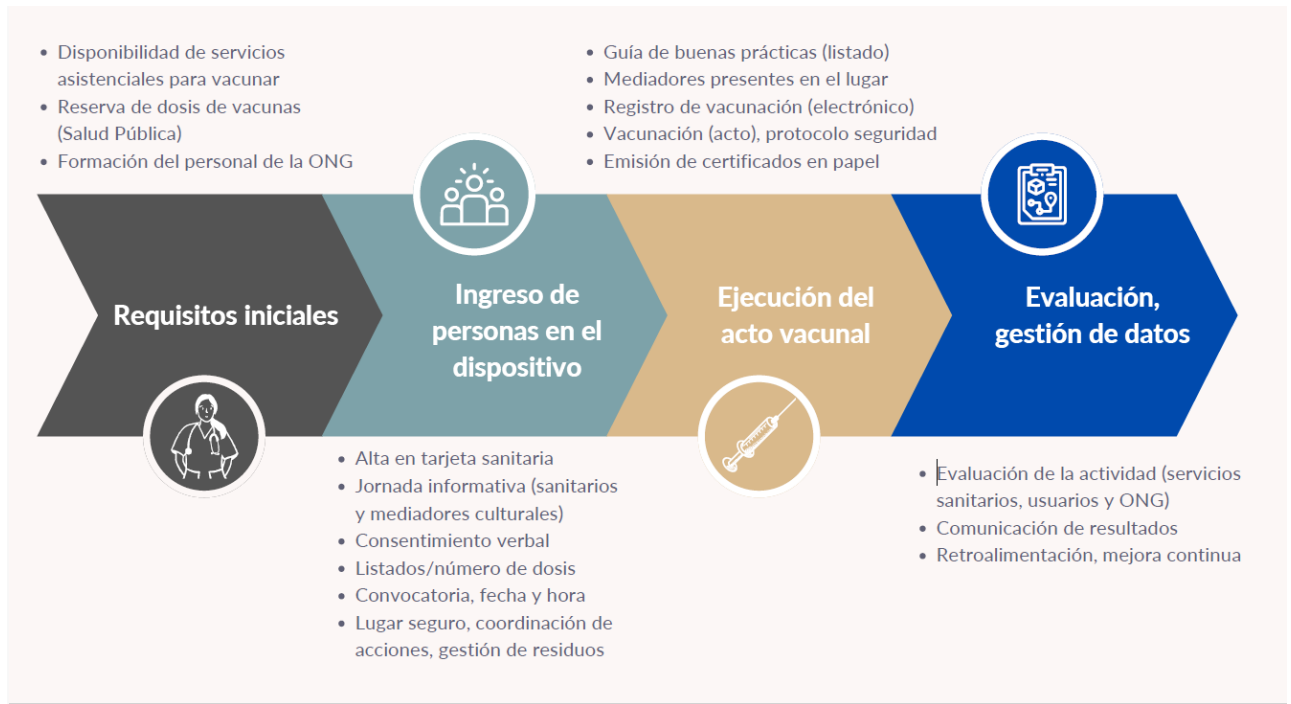 • Disponibilidad de servicios
asistenciales para vacunar
• Reserva de dosis de vacunas
(Salud Pública)
• Formación del personal de la ONG
• Guía de buenas prácticas (listado)
• Mediadores presentes en el lugar
• Registro de vacunación (electrónico)
• Vacunación (acto), protocolo seguridad
• Emisión de certificados en papel
Requisitos iniciales
Ingreso de
personas en el
dispositivo
Ejecución del
acto vacunal
Evaluación,
gestión de datos
• Alta en tarjeta sanitaria
• Jornada informativa (sanitarios
y mediadores culturales)
• Consentimiento verbal
• Listados/número de dosis
• Convocatoria, fecha y hora
• Lugar seguro, coordinación de
acciones, gestión de residuos
• Evaluación de la actividad (servicios
sanitarios, usuarios y ONG)
• Comunicación de resultados
• Retroalimentación, mejora continua